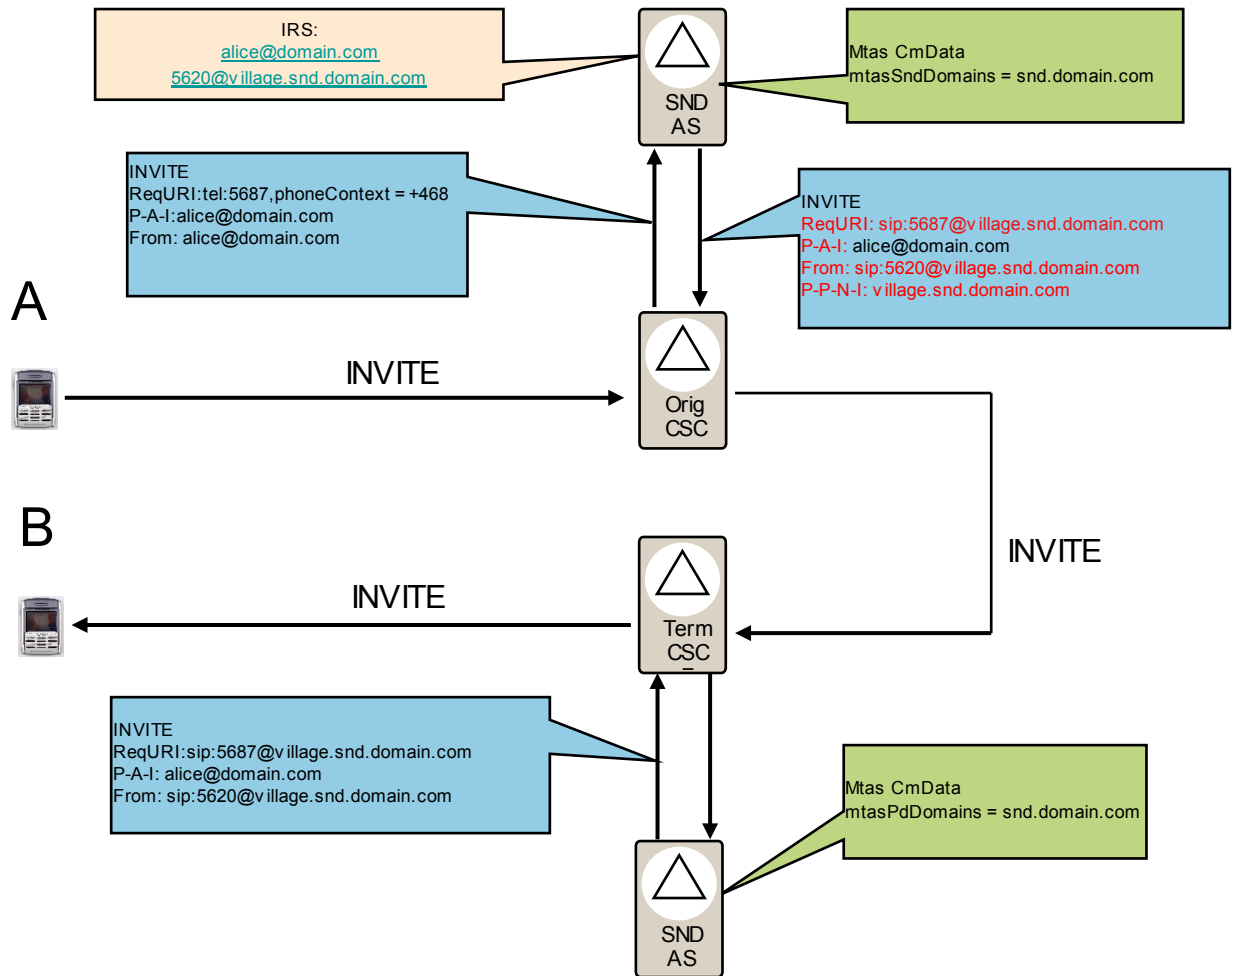 IRS:
alice@domain.com
5620@village.snd.domain.com
SND
AS
Mtas CmData
mtasSndDomains = snd.domain.com
INVITE
ReqURI:tel:5687,phoneContext = +468
P-A-I:alice@domain.com
From: alice@domain.com
INVITE
ReqURI: sip:5687@village.snd.domain.com
P-A-I: alice@domain.com
From: sip:5620@village.snd.domain.com
P-P-N-I: village.snd.domain.com
A
INVITE
Orig
CSC
B
INVITE
Term
CSC
INVITE
INVITE
ReqURI:sip:5687@village.snd.domain.com
P-A-I: alice@domain.com
From: sip:5620@village.snd.domain.com
Mtas CmData
mtasPdDomains = snd.domain.com
SND
AS